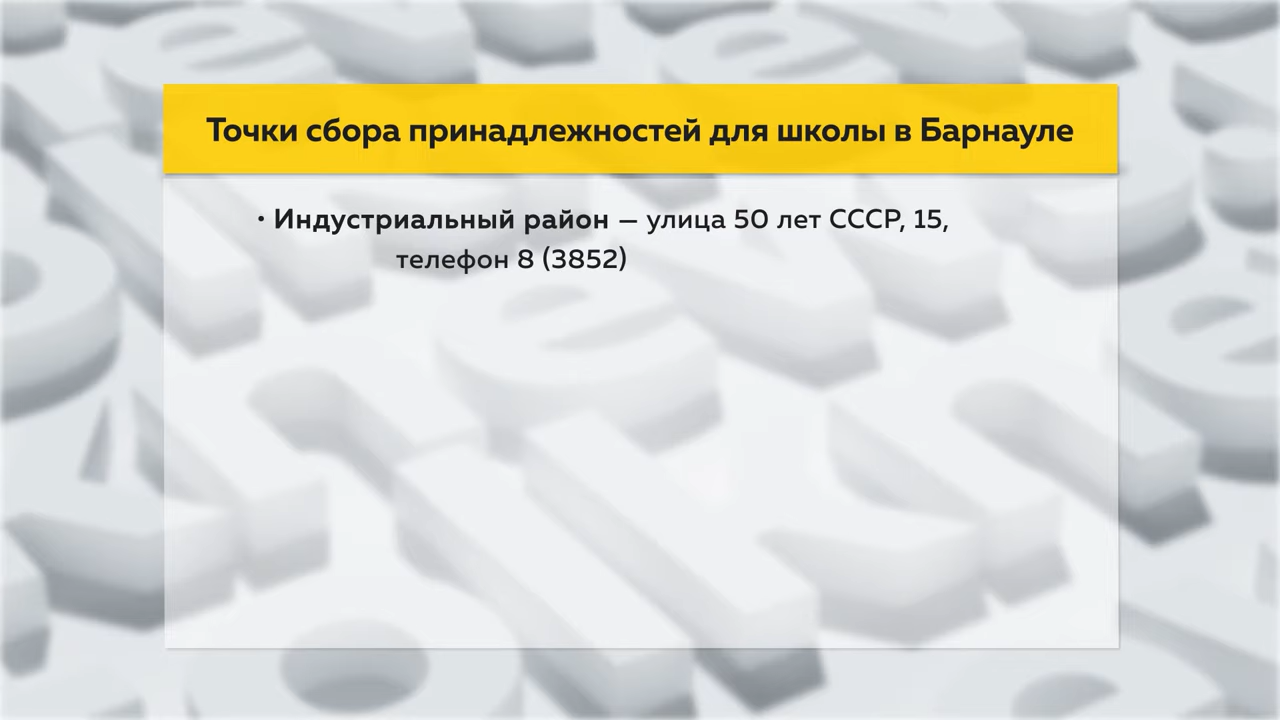 Точки сбора принадлежностей для школы в Барнауле
• Индустриальный район – улица 50 лет СССР, 15,
телефон 8 (3852)